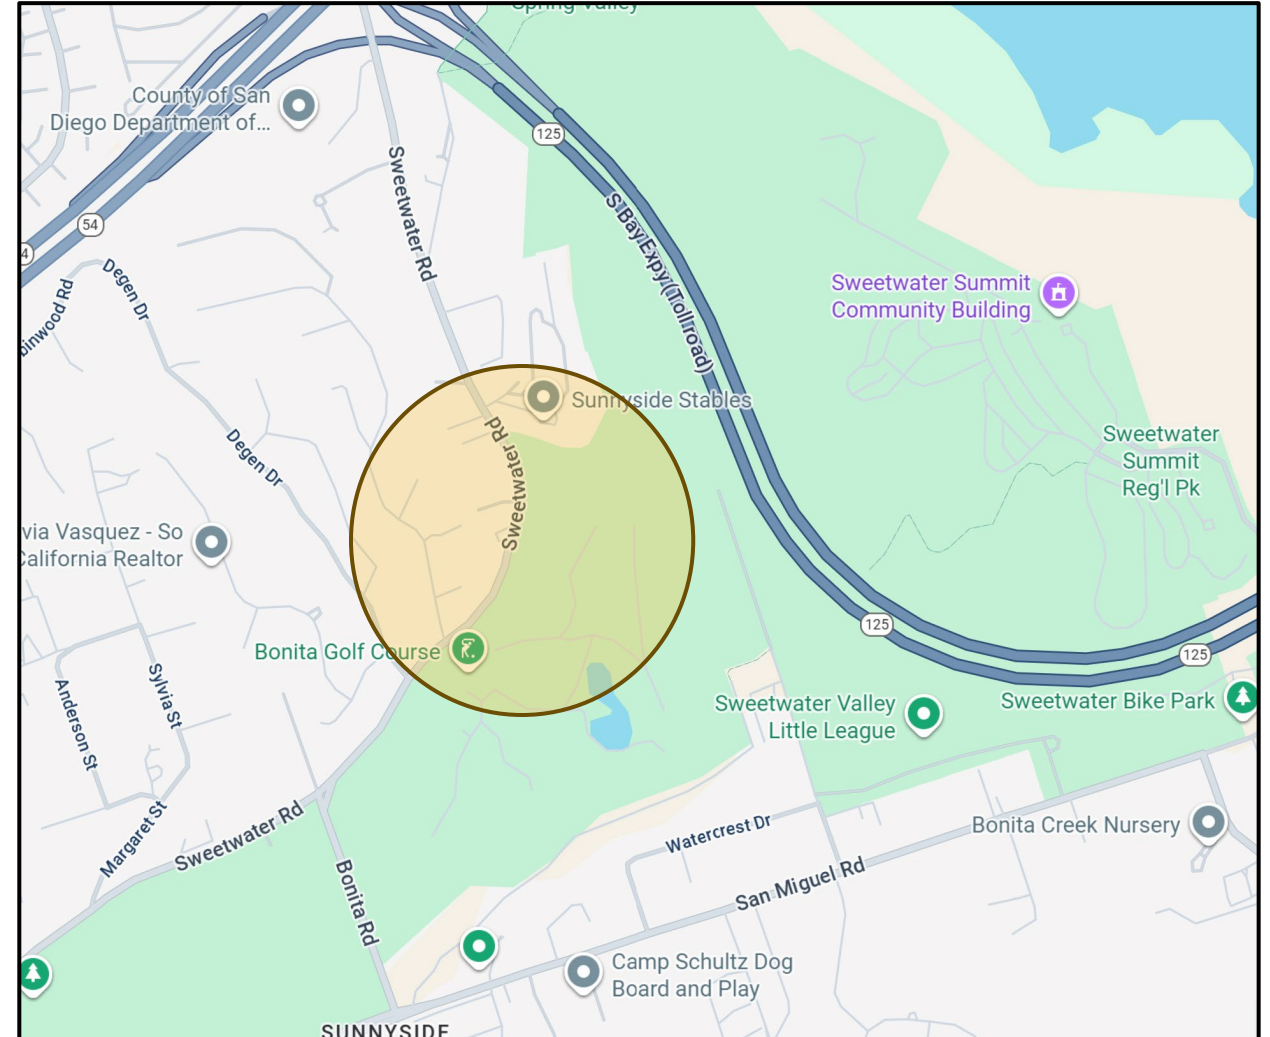 Spring Valley
County of San
Diego Department of...
125
Sweetwater Rd
S Bay Expy (Toll road)
54
4
Degen Dr
binwood Rd
Sweetwater Summit
Community Building
Sunnyside Stables
Sweetwater Rd
Degen Dr
Sweetwater
Summit
Reg'l Pk
via Vasquez - So
California Realtor
125
125
Bonita Golf Course
Sylvia St
Anderson St
Sweetwater Valley
Little League
Sweetwater Bike Park
Margaret St
Sweetwater Rd
Watercrest Dr
Bonita Creek Nursery
San Miguel Rd
Bonita Rd
Camp Schultz Dog
Board and Play
SUNNYSIDE